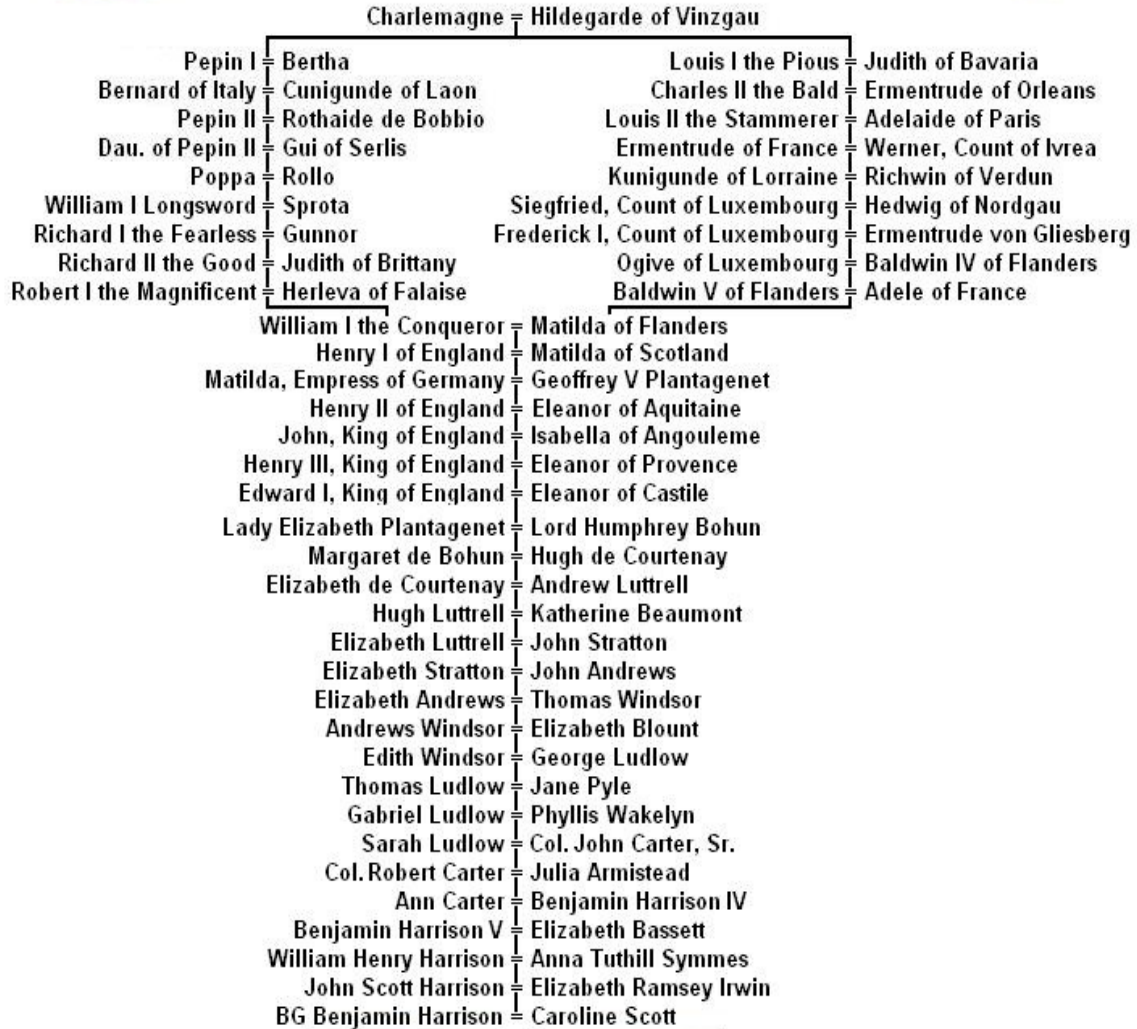 Charlemagne = Hildegarde of Vinzgau
Pepin I = Bertha
Bernard of Italy = Cunigunde of Laon
Pepin II = Rothaide de Bobbio
Dau. of Pepin II = Gui of Serlis
Poppa = Rollo
William I Longsword = Sprota
Richard I the Fearless = Gunnor
Richard II the Good = Judith of Brittany
Robert I the Magnificent = Herleva of Falaise
Louis I the Pious = Judith of Bavaria
Charles II the Bald = Ermentrude of Orleans
Louis II the Stammerer = Adelaide of Paris
Ermentrude of France = Werner, Count of Ivrea
Kunigunde of Lorraine = Richwin of Verdun
Siegfried, Count of Luxembourg = Hedwig of Nordgau
Frederick I, Count of Luxembourg = Ermentrude von Gliesberg
Ogive of Luxembourg = Baldwin IV of Flanders
Baldwin V of Flanders = Adele of France
William I the Conqueror = Matilda of Flanders
Henry I of England = Matilda of Scotland
Matilda, Empress of Germany = Geoffrey V Plantagenet
Henry II of England = Eleanor of Aquitaine
John, King of England = Isabella of Angouleme
Henry III, King of England = Eleanor of Provence
Edward I, King of England = Eleanor of Castile
Lady Elizabeth Plantagenet = Lord Humphrey Bohun
Margaret de Bohun = Hugh de Courtenay
Elizabeth de Courtenay = Andrew Luttrell
Hugh Luttrell = Katherine Beaumont
Elizabeth Luttrell = John Stratton
Elizabeth Stratton = John Andrews
Elizabeth Andrews = Thomas Windsor
Andrews Windsor = Elizabeth Blount
Edith Windsor = George Ludlow
Thomas Ludlow = Jane Pyle
Gabriel Ludlow = Phyllis Wakelyn
Sarah Ludlow = Col. John Carter, Sr.
Col. Robert Carter = Julia Armistead
Ann Carter = Benjamin Harrison IV
Benjamin Harrison V = Elizabeth Bassett
William Henry Harrison = Anna Tuthill Symmes
John Scott Harrison = Elizabeth Ramsey Irwin
BG Benjamin Harrison = Caroline Scott